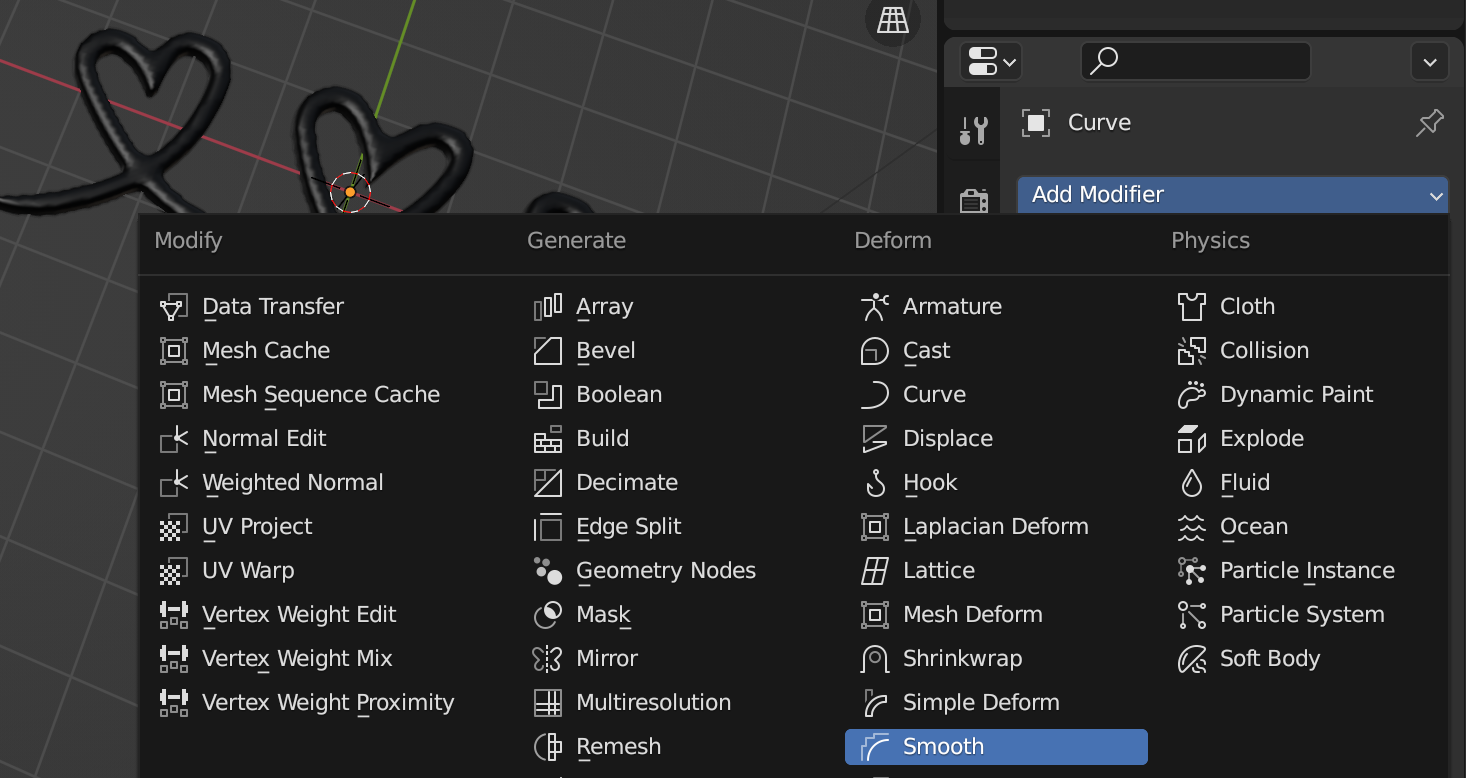 Curve
Add Modifier
Modify
Data Transfer
Mesh Cache
Mesh Sequence Cache
Normal Edit
Weighted Normal
UV Project
UV Warp
Vertex Weight Edit
Vertex Weight Mix
Vertex Weight Proximity
Generate
Array
Bevel
Boolean
Build
Decimate
Edge Split
Geometry Nodes
Mask
Mirror
Multiresolution
Remesh
Deform
Armature
Cast
Curve
Displace
Hook
Laplacian Deform
Lattice
Mesh Deform
Shrinkwrap
Simple Deform
Smooth
Physics
Cloth
Collision
Dynamic Paint
Explode
Fluid
Ocean
Particle Instance
Particle System
Soft Body